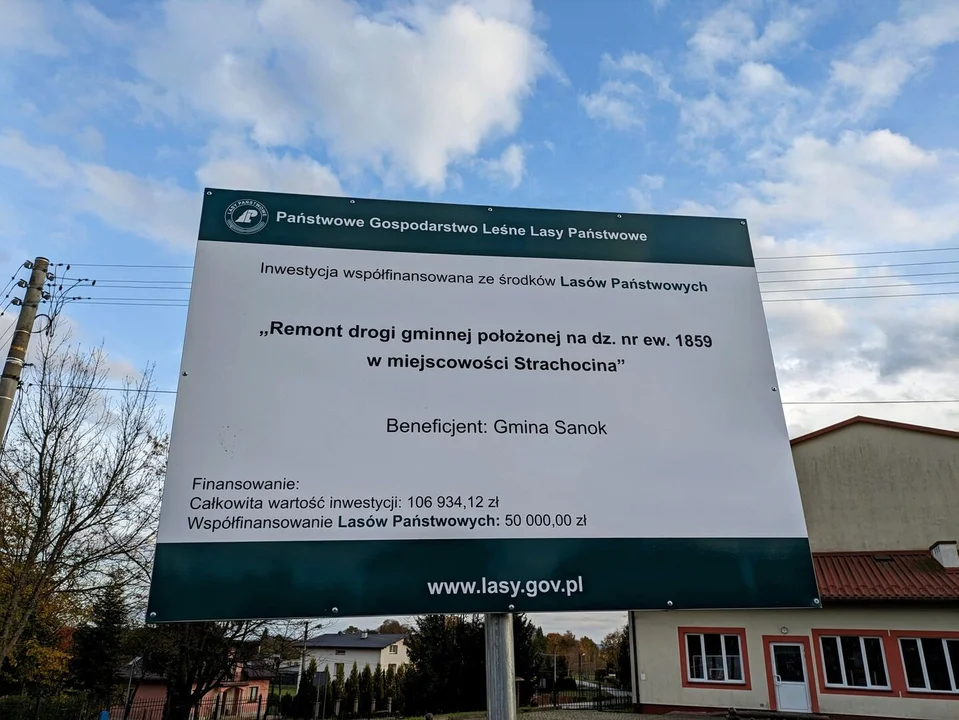 LASY PAŃSTWOWE
Państwowe Gospodarstwo Leśne Lasy Państwowe
Inwestycja współfinansowana ze środków Lasów Państwowych
„Remont drogi gminnej położonej na dz. nr ew. 1859
w miejscowości Strachocina”
Beneficjent: Gmina Sanok
Finansowanie:
Całkowita wartość inwestycji: 106 934,12 zł
Współfinansowanie Lasów Państwowych: 50 000,00 zł
www.lasy.gov.pl